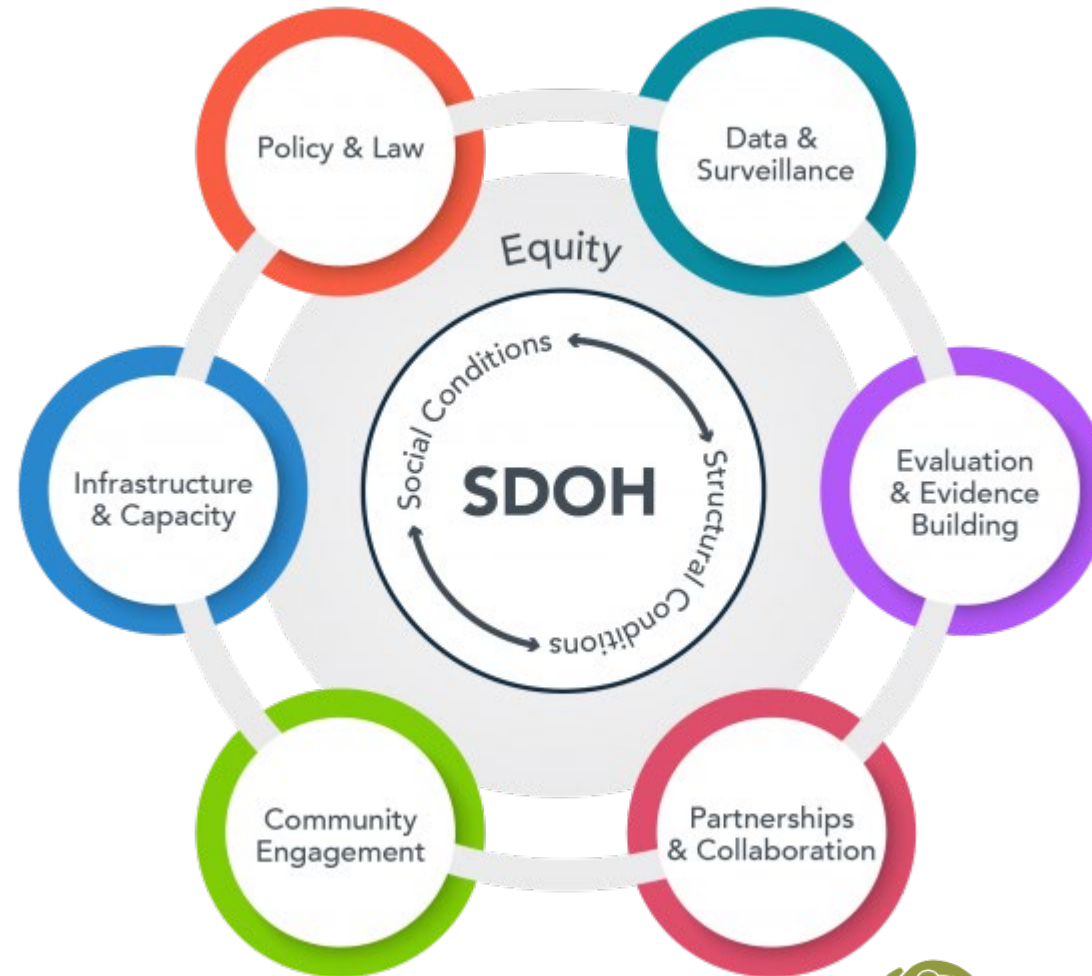 Policy & Law
Data &
Surveillance
Equity
Social Conditions
Structural Conditions
SDOH
Infrastructure
& Capacity
Evaluation
& Evidence
Building
Community
Engagement
Partnerships
& Collaboration